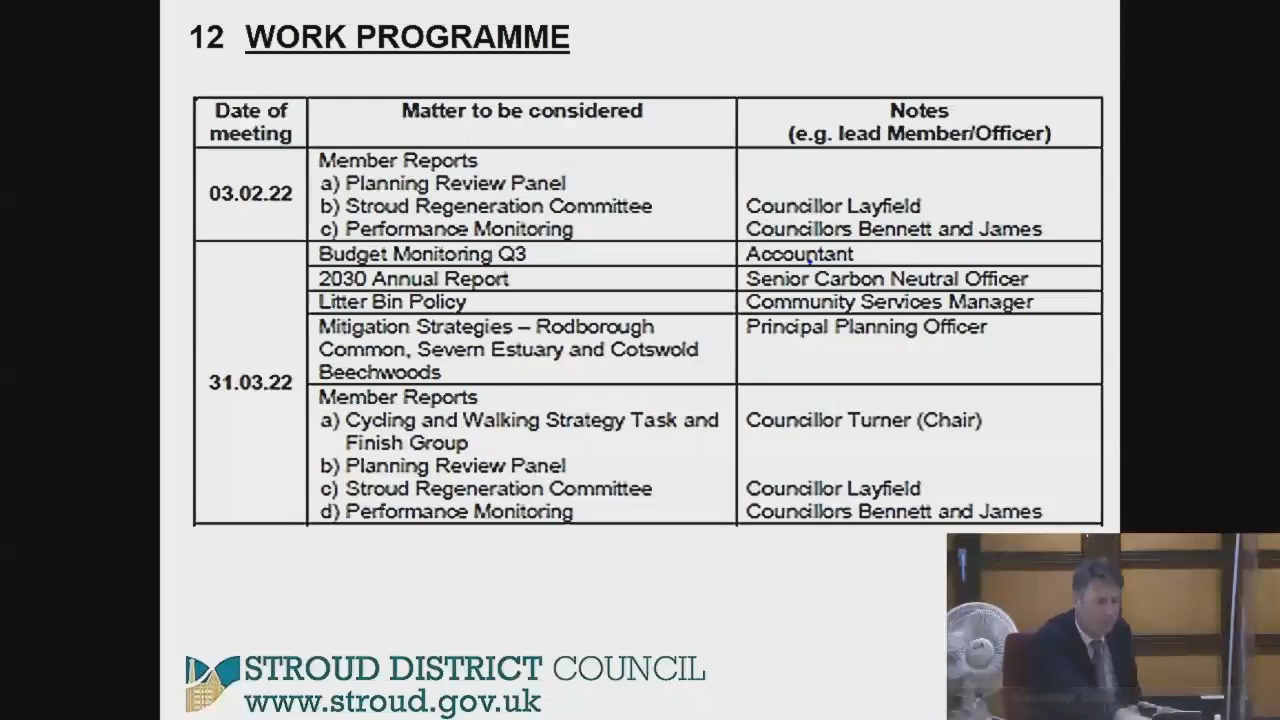 12 WORK PROGRAMME
Date of meeting
Matter to be considered
Notes
(e.g. lead Member/Officer)
03.02.22
Member Reports
a) Planning Review Panel
b) Stroud Regeneration Committee
Councillor Layfield
c) Performance Monitoring
Councillors Bennett and James
31.03.22
Budget Monitoring Q3
Accountant
2030 Annual Report
Senior Carbon Neutral Officer
Litter Bin Policy
Community Services Manager
Mitigation Strategies – Rodborough
Common, Severn Estuary and Cotswold
Beechwoods
Principal Planning Officer
Member Reports
a) Cycling and Walking Strategy Task and
Finish Group
Councillor Turner (Chair)
b) Planning Review Panel
c) Stroud Regeneration Committee
Councillor Layfield
d) Performance Monitoring
Councillors Bennett and James
STROUD DISTRICT COUNCIL
www.stroud.gov.uk